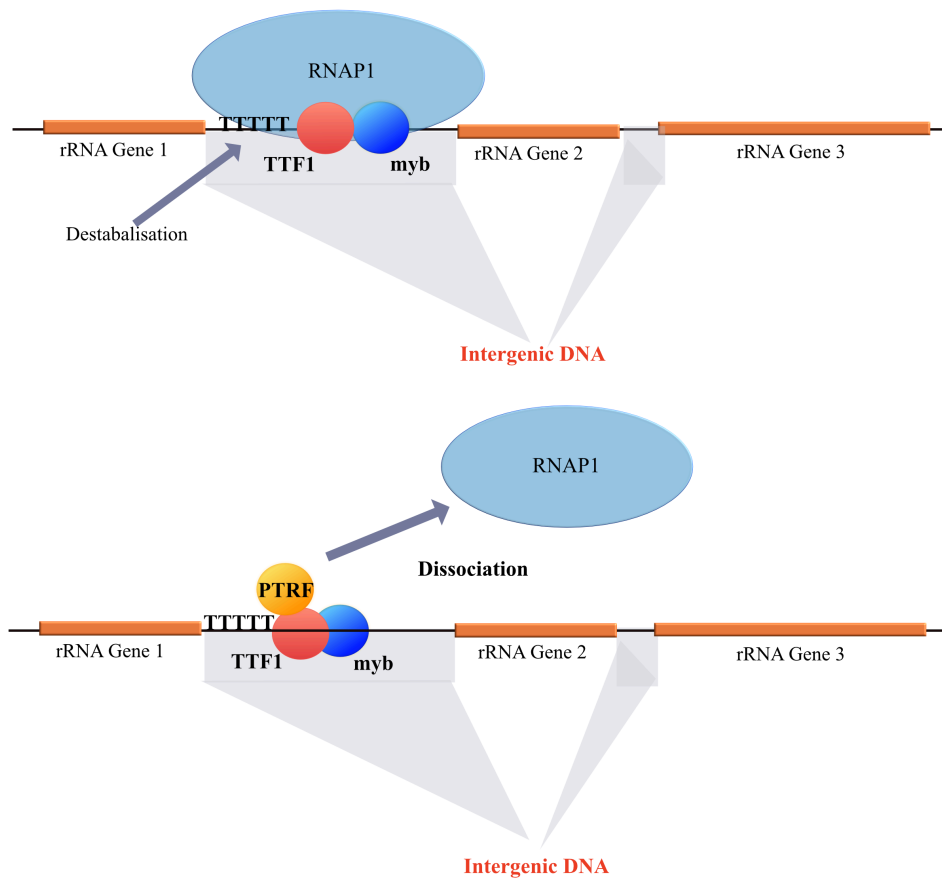 RNAP1
TTTTT
rRNA Gene 1
TTF1
myb
rRNA Gene 2
rRNA Gene 3
Destabalisation
Intergenic DNA
RNAP1
Dissociation
PTRF
TTTTT
rRNA Gene 1
TTF1
myb
rRNA Gene 2
rRNA Gene 3
Intergenic DNA